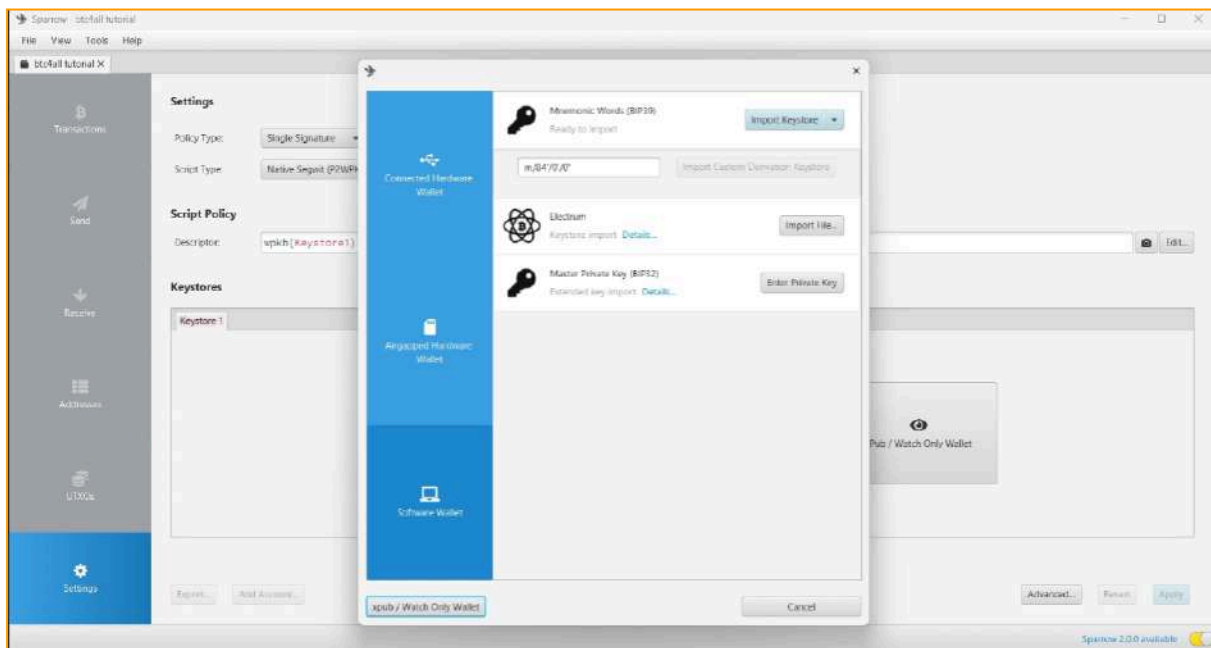 Sparrow - btc4all tutorial
File View Tools Help
btc4all tutorial X
Transactions
Send
Receive
Addresses
UTXOs
Settings
Settings
Policy Type:
Single Signature
Script Type:
Native Segwit (P2WPK
Script Policy
Descriptor:
wpkh(Keystore1)
Edit...
Keystores
Keystore 1
Pub / Watch Only Wallet
Export...
Add Account...
Advanced...
Revert
Apply
Sparrow 2.0.0 available
Connected Hardware
Wallet
Airgapped Hardware
Wallet
Software Wallet
Mnemonic Words (BIP39)
Ready to import
Import Keystore
m/84'/0'/0'
Import Custom Derivation Keystore
Electrum
Keystore import Details...
Import File...
Master Private Key (BIP32)
Extended key import Details...
Enter Private Key
xpub / Watch Only Wallet
Cancel